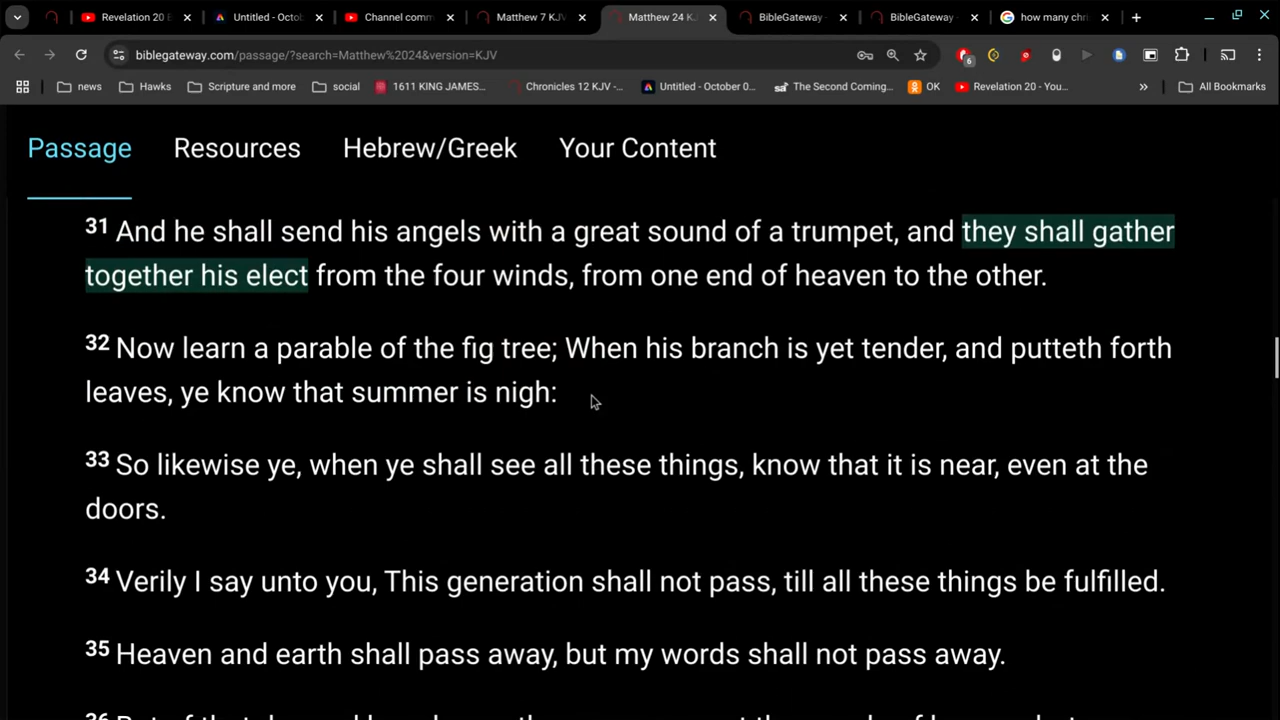 Revelation 20 E
Untitled - Octob
Channel comm
Matthew 7 KJV
Matthew 24 K
BibleGateway -
BibleGateway -
how many chri
biblegateway.com/passage/?search=Matthew%2024&version=KJV
6
news
Hawks
Scripture and more
social
1611 KING JAMES...
Chronicles 12 KJV -...
Untitled - October 0...
The Second Coming...
OK
Revelation 20 - You...
»
All Bookmarks
Passage
Resources
Hebrew/Greek
Your Content
31 And he shall send his angels with a great sound of a trumpet, and they shall gather
together his elect from the four winds, from one end of heaven to the other.
32 Now learn a parable of the fig tree; When his branch is yet tender, and putteth forth
leaves, ye know that summer is nigh:
33 So likewise ye, when ye shall see all these things, know that it is near, even at the
doors.
34 Verily I say unto you, This generation shall not pass, till all these things be fulfilled.
35 Heaven and earth shall pass away, but my words shall not pass away.